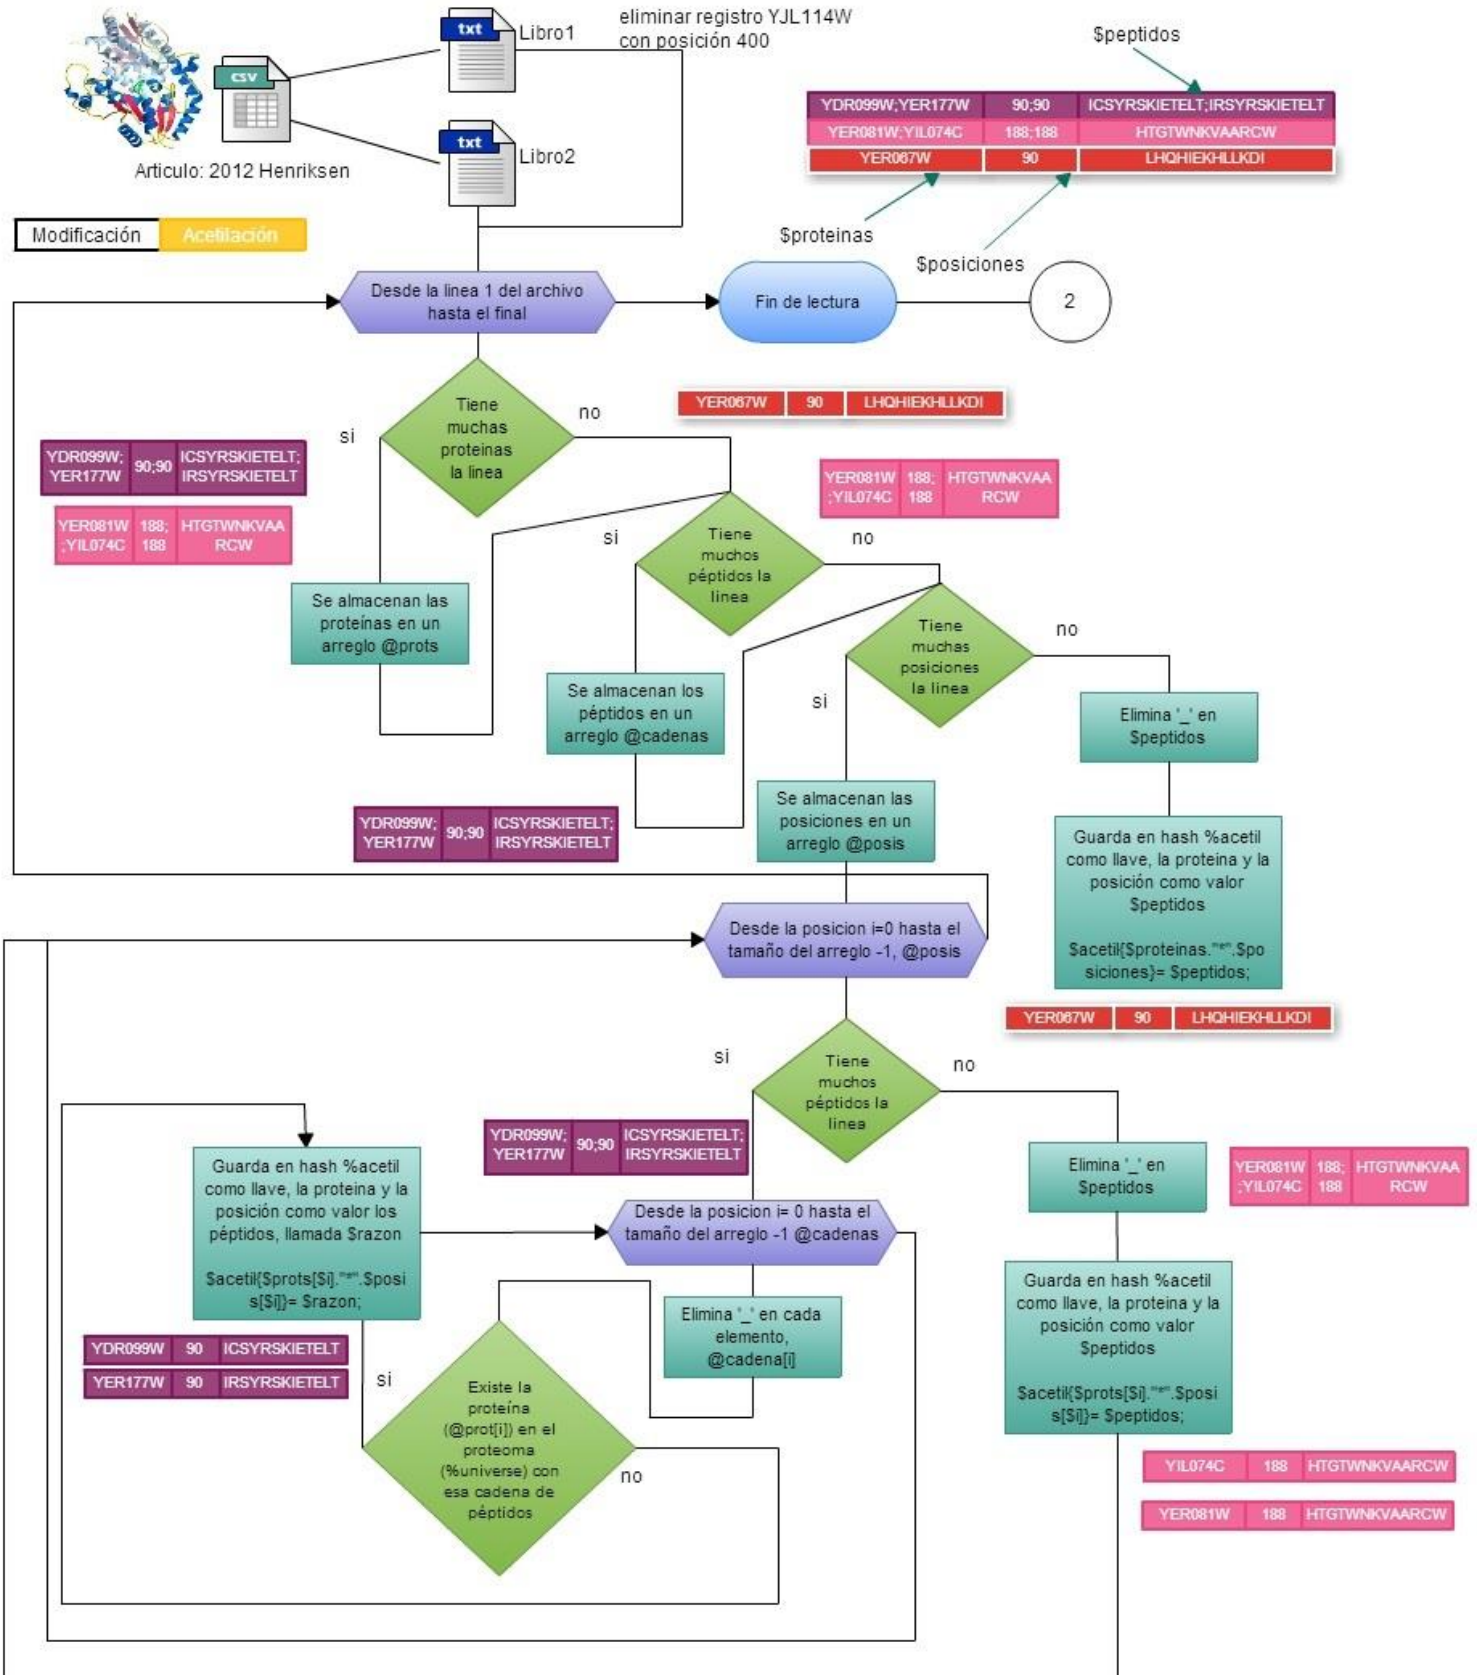 eliminar registro YJL114W
con posición 400
txt
Libro1
csv
txt
Libro2
Articulo: 2012 Henriksen
$peptidos
YDR099W;YER177W 90;90 ICSYRSKIETELT;IRSYRSKIETELT
YER081W;YIL074C 188;188 HTGTWNKVAARCW
YER067W 90 LHQHIEKHLLKDI
$proteinas
$posiciones
Modificación Acetilación
Desde la linea 1 del archivo
hasta el final
Fin de lectura
2
Tiene
muchas
proteinas
la linea
si
no
YER067W 90 LHQHIEKHLLKDI
YDR099W; 90;90 ICSYRSKIETELT;
YER177W IRSYRSKIETELT
YER081W 188; HTGTWNKVAA
;YIL074C 188 RCW
YER081W 188; HTGTWNKVAA
;YIL074C 188 RCW
Tiene
muchos
péptidos la
linea
si
no
Se almacenan las
proteínas en un
arreglo @prots
Tiene
muchas
posiciones
la linea
si
no
Se almacenan los
péptidos en un
arreglo @cadenas
Elimina '_' en
$peptidos
YDR099W; 90;90 ICSYRSKIETELT;
YER177W IRSYRSKIETELT
Se almacenan las
posiciones en un
arreglo @posis
Guarda en hash %acetil
como llave, la proteina y la
posición como valor
$peptidos
$acetil{$proteinas."*".$po
siciones}= $peptidos;
Desde la posicion i=0 hasta el
tamaño del arreglo -1, @posis
YER067W 90 LHQHIEKHLLKDI
Tiene
muchos
péptidos la
linea
si
no
YDR099W; 90;90 ICSYRSKIETELT;
YER177W IRSYRSKIETELT
Guarda en hash %acetil
como llave, la proteina y la
posición como valor los
péptidos, llamada $razon
$acetil{$prots[$i]."*".$posi
s[$i]}= $razon;
Desde la posicion i= 0 hasta el
tamaño del arreglo -1 @cadenas
Elimina '_' en
$peptidos
YER081W 188; HTGTWNKVAA
;YIL074C 188 RCW
Elimina '_' en cada
elemento,
@cadena[i]
Guarda en hash %acetil
como llave, la proteina y la
posición como valor
$peptidos
$acetil{$prots[$i]."*".$posi
s[$i]}= $peptidos;
YDR099W 90 ICSYRSKIETELT
YER177W 90 IRSYRSKIETELT
si
Existe la
proteína
(@prot[i]) en el
proteoma
(%universe) con
esa cadena de
péptidos
no
YIL074C 188 HTGTWNKVAARCW
YER081W 188 HTGTWNKVAARCW